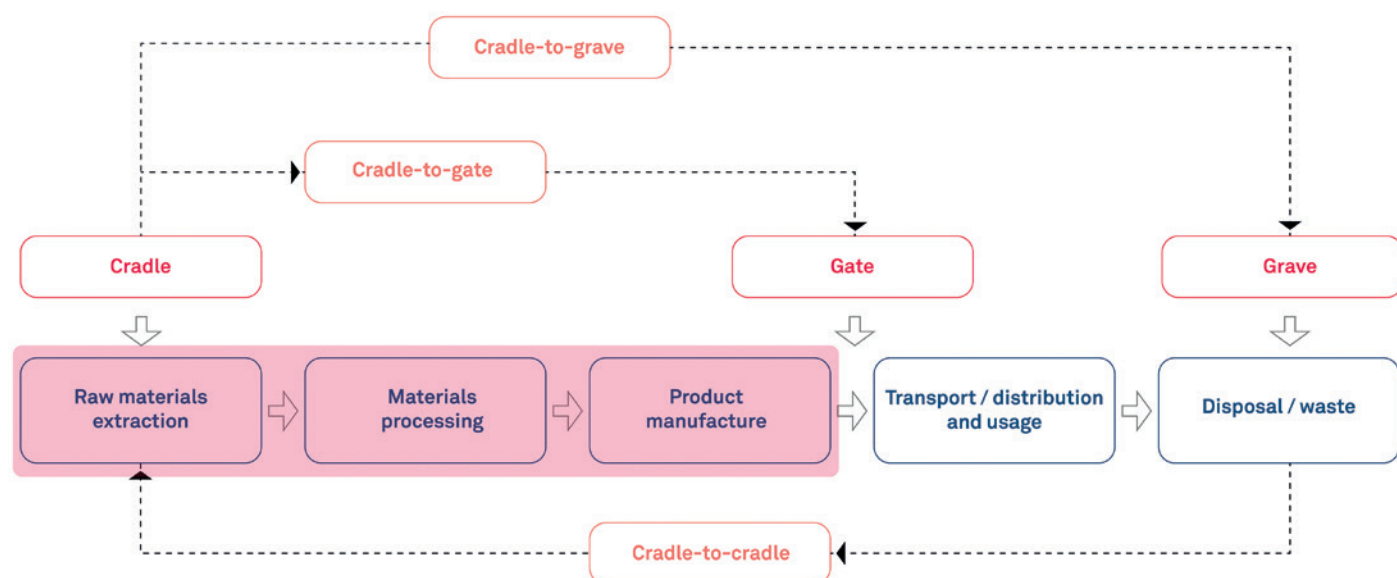 Cradle-to-grave
Cradle-to-gate
Cradle
Gate
Grave
Raw materials
extraction
Materials
processing
Product
manufacture
Transport / distribution
and usage
Disposal / waste
Cradle-to-cradle